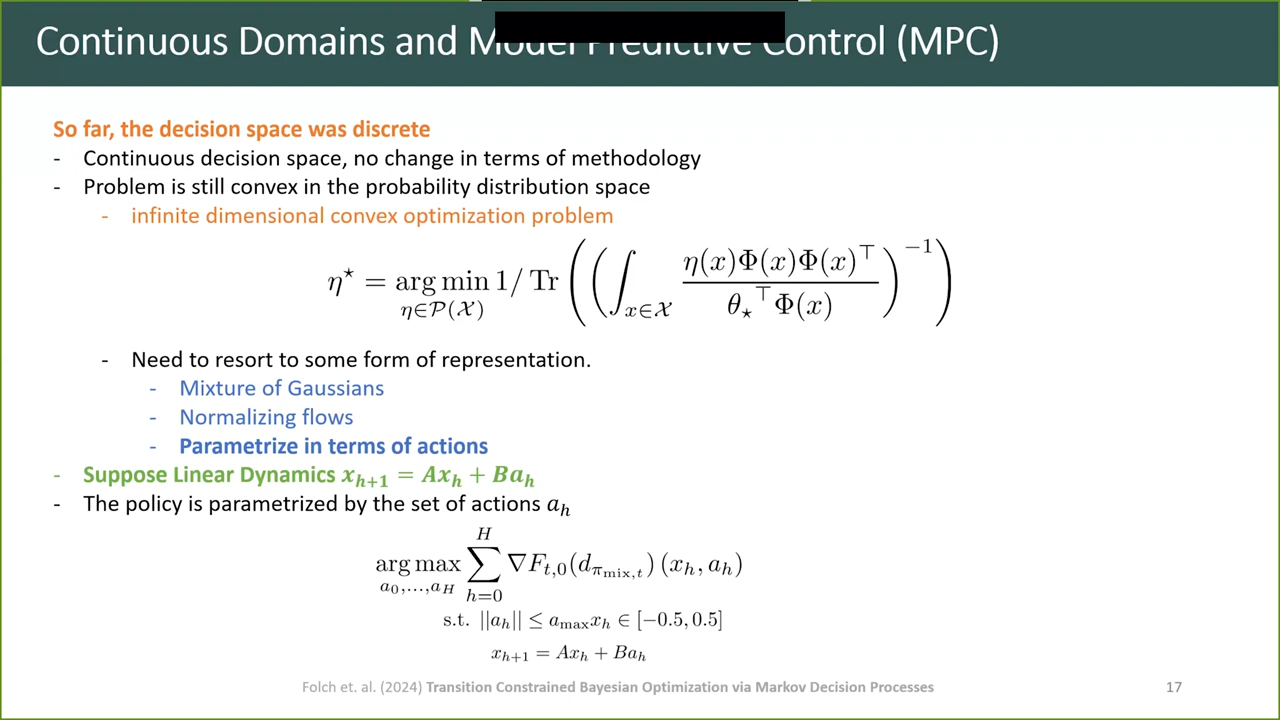 Continuous Domains and Model Predictive Control (MPC)
So far, the decision space was discrete
- Continuous decision space, no change in terms of methodology
- Problem is still convex in the probability distribution space
- infinite dimensional convex optimization problem
η⋆ = arg min 1/ Tr ( ( ∫x∈𝒳 η(x)Φ(x)Φ(x)⊤ / θ⋆⊤Φ(x) )−1 )
η∈𝒫(𝒳)
- Need to resort to some form of representation.
- Mixture of Gaussians
- Normalizing flows
- Parametrize in terms of actions
- Suppose Linear Dynamics xh+1 = Axh + Bah
- The policy is parametrized by the set of actions ah
arg max a0,...,aH ∑ h=0 H ∇Ft,0(dπmix,t) (xh, ah)
s.t. ||ah|| ≤ amaxxh ∈ [−0.5, 0.5]
xh+1 = Axh + Bah
Folch et. al. (2024) Transition Constrained Bayesian Optimization via Markov Decision Processes
17